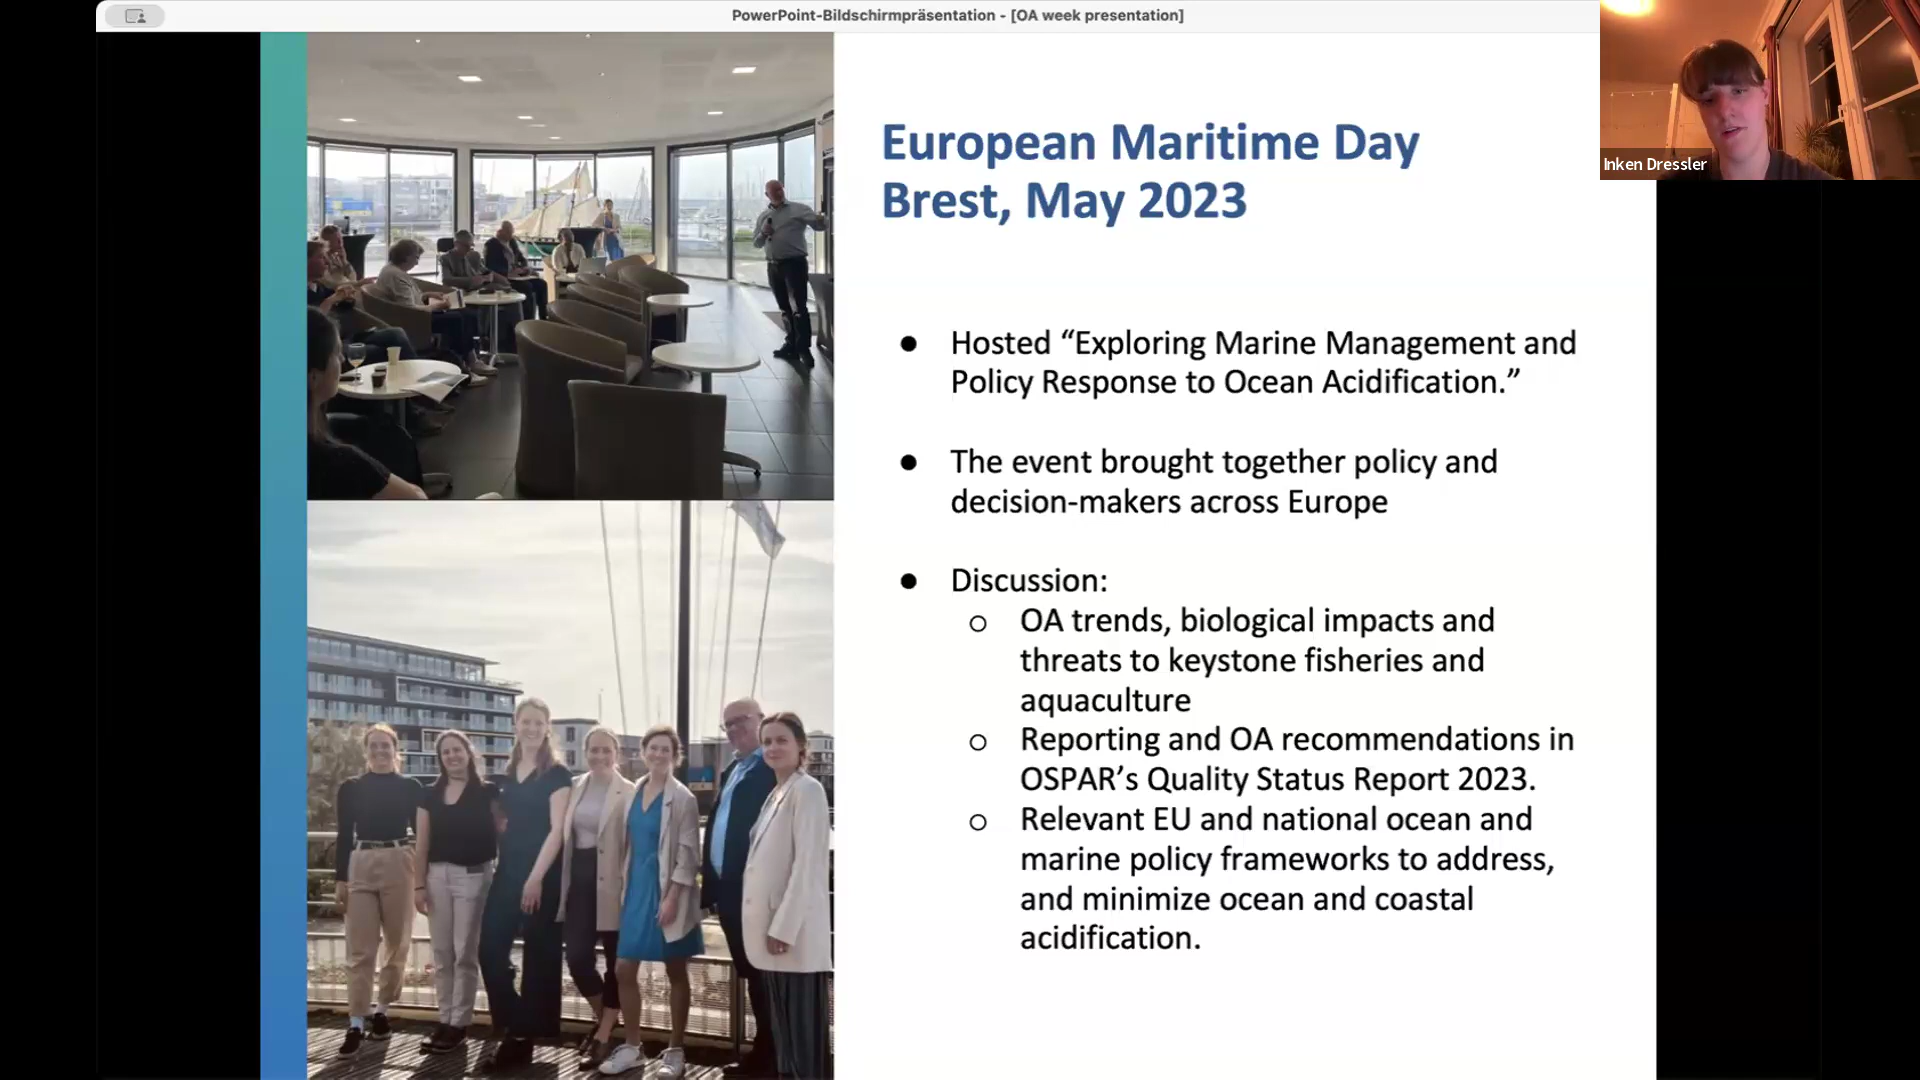 PowerPoint-Bildschirmpräsentation - [OA week presentation]
Inken Dressler
European Maritime Day
Brest, May 2023
● Hosted “Exploring Marine Management and
Policy Response to Ocean Acidification.”
● The event brought together policy and
decision-makers across Europe
● Discussion:
○ OA trends, biological impacts and
threats to keystone fisheries and
aquaculture
○ Reporting and OA recommendations in
OSPAR’s Quality Status Report 2023.
○ Relevant EU and national ocean and
marine policy frameworks to address,
and minimize ocean and coastal
acidification.